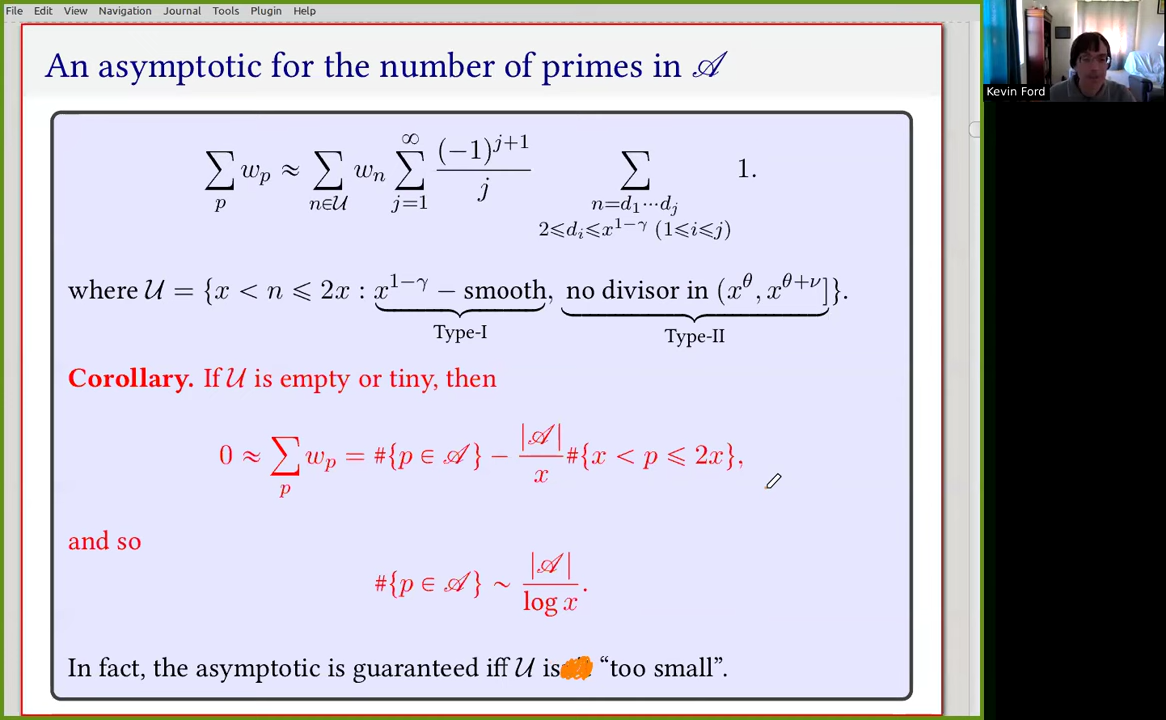 File Edit View Navigation Journal Tools Plugin Help
An asymptotic for the number of primes in 𝒜
∑_p w_p ≈ ∑_{n∈𝒰} w_n ∑_{j=1}^{∞} (-1)^{j+1}/j ∑_{n=d_1⋯d_j, 2⩽d_i⩽x^{1-γ} (1⩽i⩽j)} 1.
where 𝒰 = {x < n ⩽ 2x : x^{1-γ} − smooth, no divisor in (x^θ, x^{θ+ν}]}.
Type-I Type-II
Corollary. If 𝒰 is empty or tiny, then
0 ≈ ∑_p w_p = #{p ∈ 𝒜} − |𝒜|/x #{x < p ⩽ 2x},
and so
#{p ∈ 𝒜} ∼ |𝒜|/log x.
In fact, the asymptotic is guaranteed iff 𝒰 is “too small”.
Kevin Ford